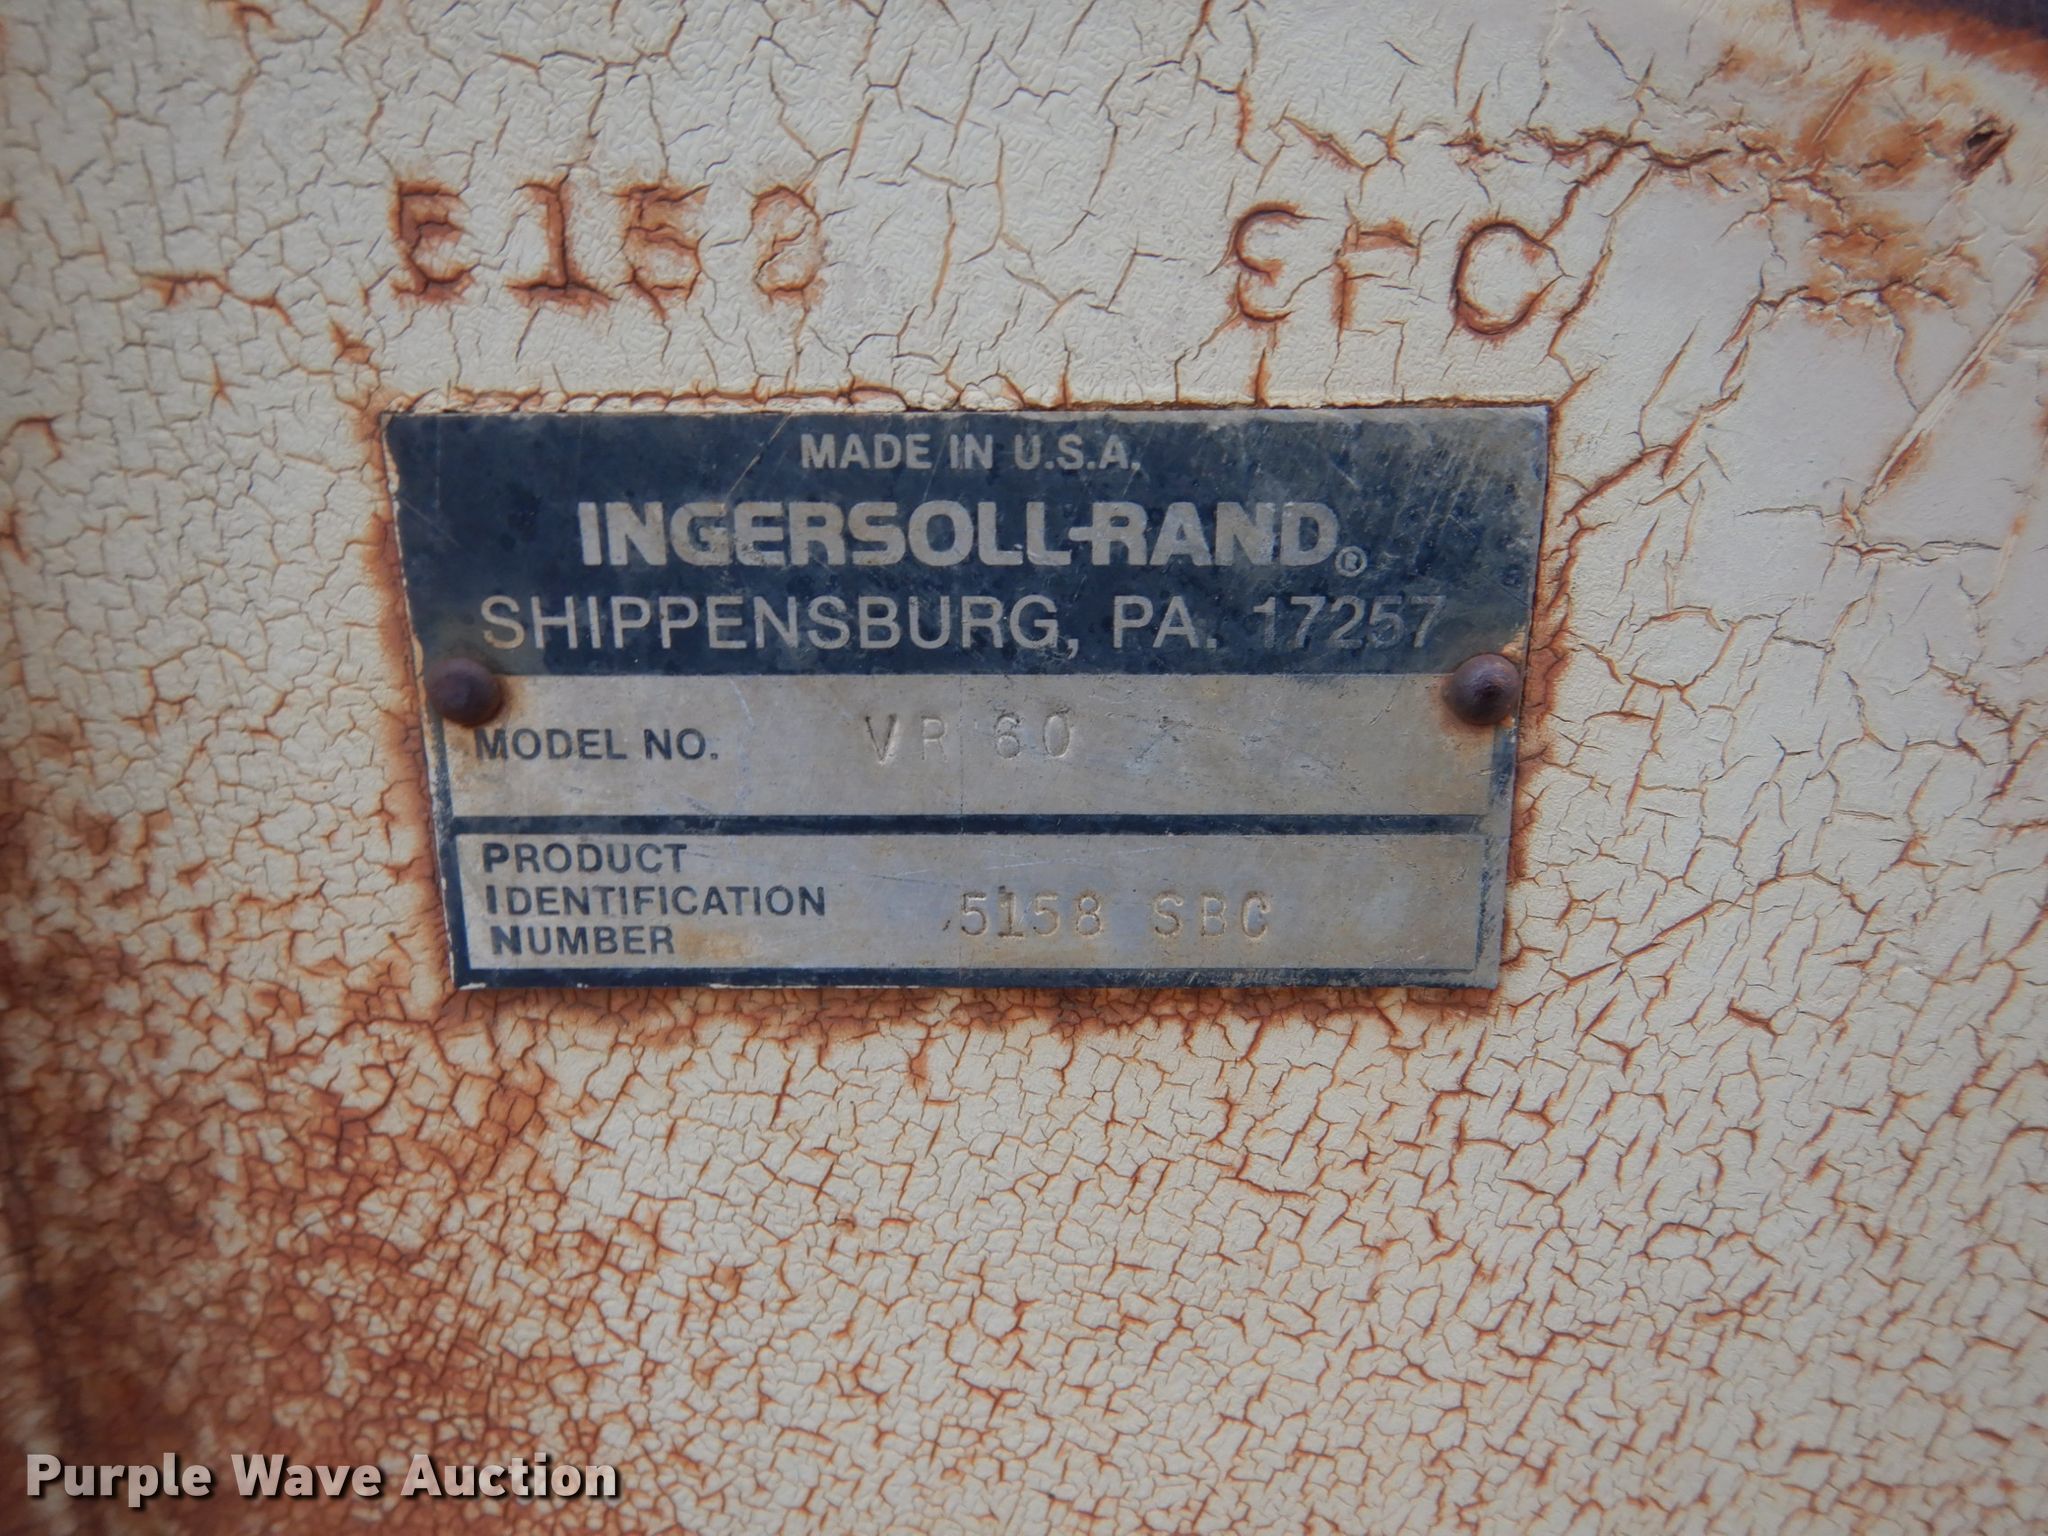 5158 SFC
MADE IN U.S.A.
INGERSOLL-RAND®
SHIPPENSBURG, PA. 17257
MODEL NO. VR 60
PRODUCT
IDENTIFICATION
NUMBER 5158 SBC
Purple Wave Auction